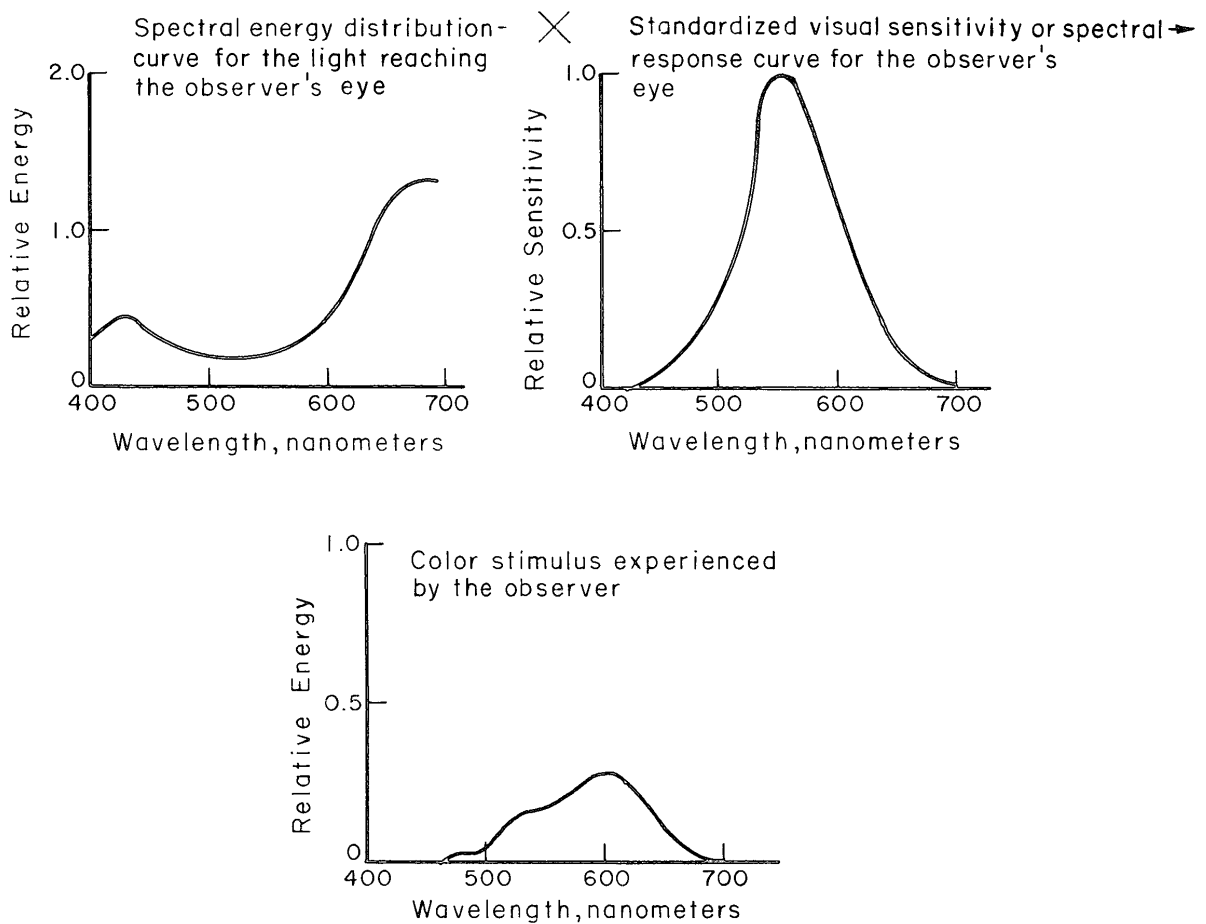 Spectral energy distribution-
curve for the light reaching
the observer's eye
×
Standardized visual sensitivity or spectral →
response curve for the observer's
eye
2.0
1.0
0
Relative Energy
400 500 600 700
Wavelength, nanometers
1.0
0.5
0
Relative Sensitivity
400 500 600 700
Wavelength, nanometers
Color stimulus experienced
by the observer
1.0
0.5
0
Relative Energy
400 500 600 700
Wavelength, nanometers